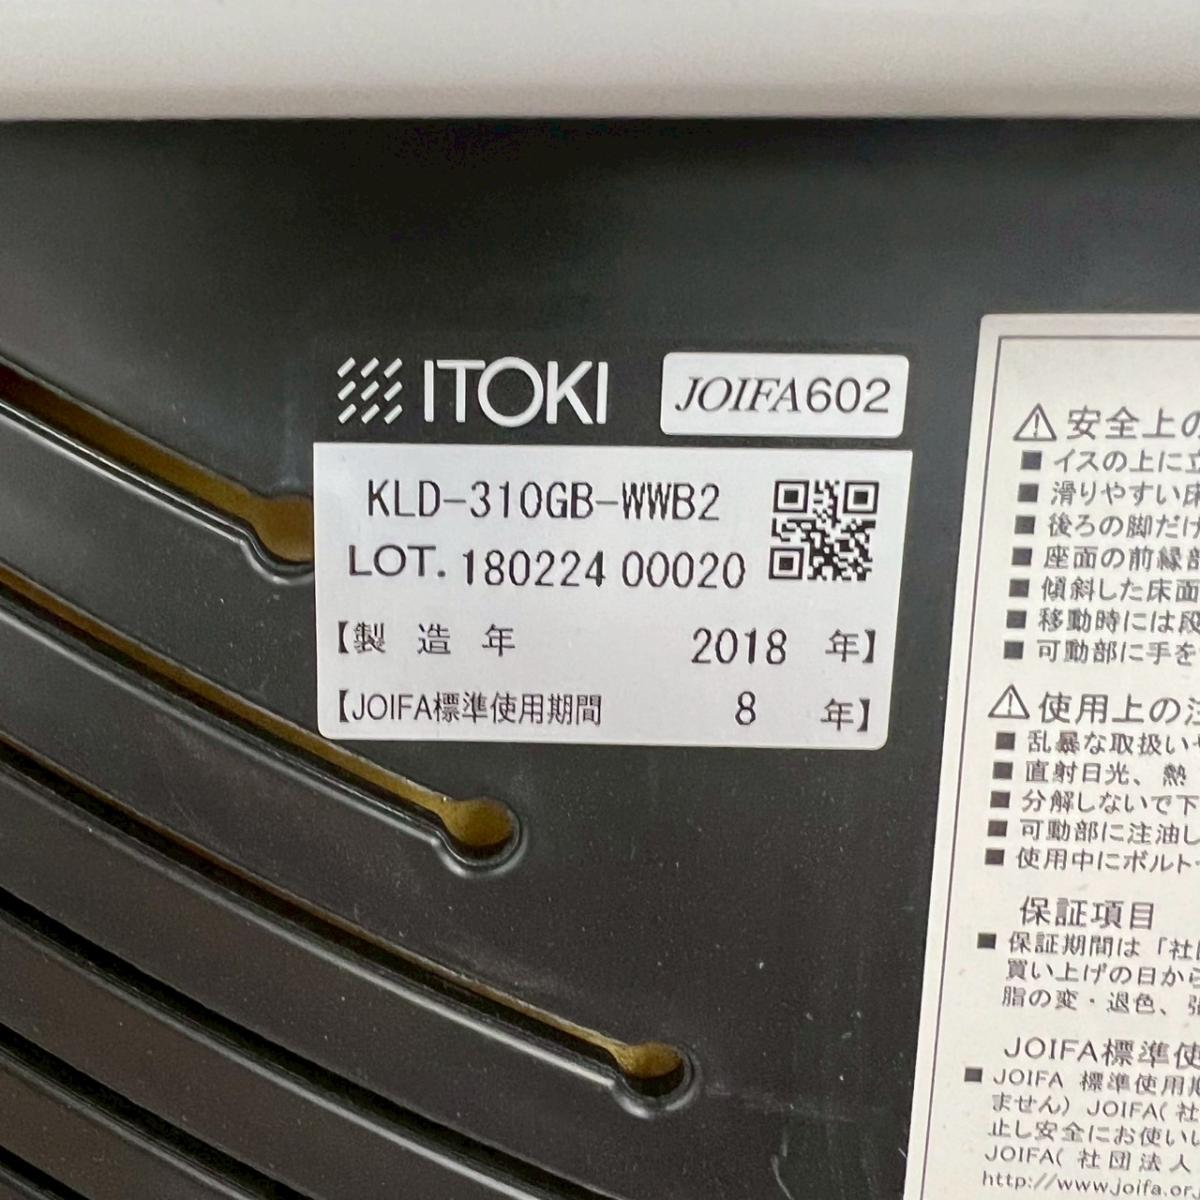 ITOKI
JOIFA602
KLD-310GB-WWB2
LOT. 180224 00020
【製 造 年 2018 年】
【JOIFA標準使用期間 8 年】
⚠安全上の
■ イスの上に立
■ 滑りやすい床
■ 後ろの脚だけ
■ 座面の前縁部
■ 傾斜した床面
■ 移動時には段
■ 可動部に手を
⚠使用上の注
■ 乱暴な取扱いや
■ 直射日光、熱
■ 分解しないで下
■ 可動部に注油し
■ 使用中にボルト
保証項目
■ 保証期間は「社団
買い上げの日から
脂の変・退色、張
JOIFA標準使
■ JOIFA 標準使用期
ません）JOIFA(社
止し安全にお使いい
JOIFA( 社 団 法 人
http://www.joifa.or.